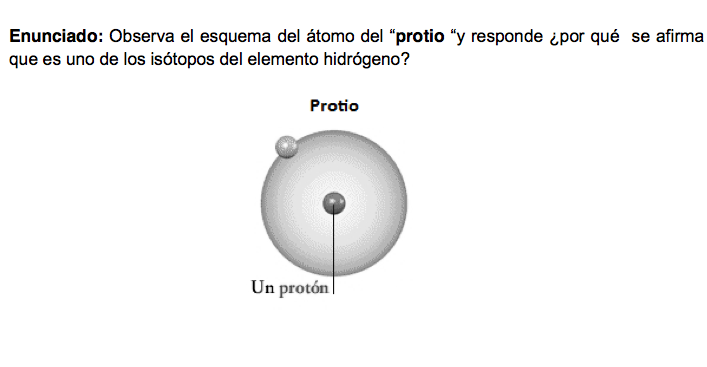 Enunciado: Observa el esquema del átomo del “protio “y responde ¿por qué se afirma
que es uno de los isótopos del elemento hidrógeno?
Protio
Un protón